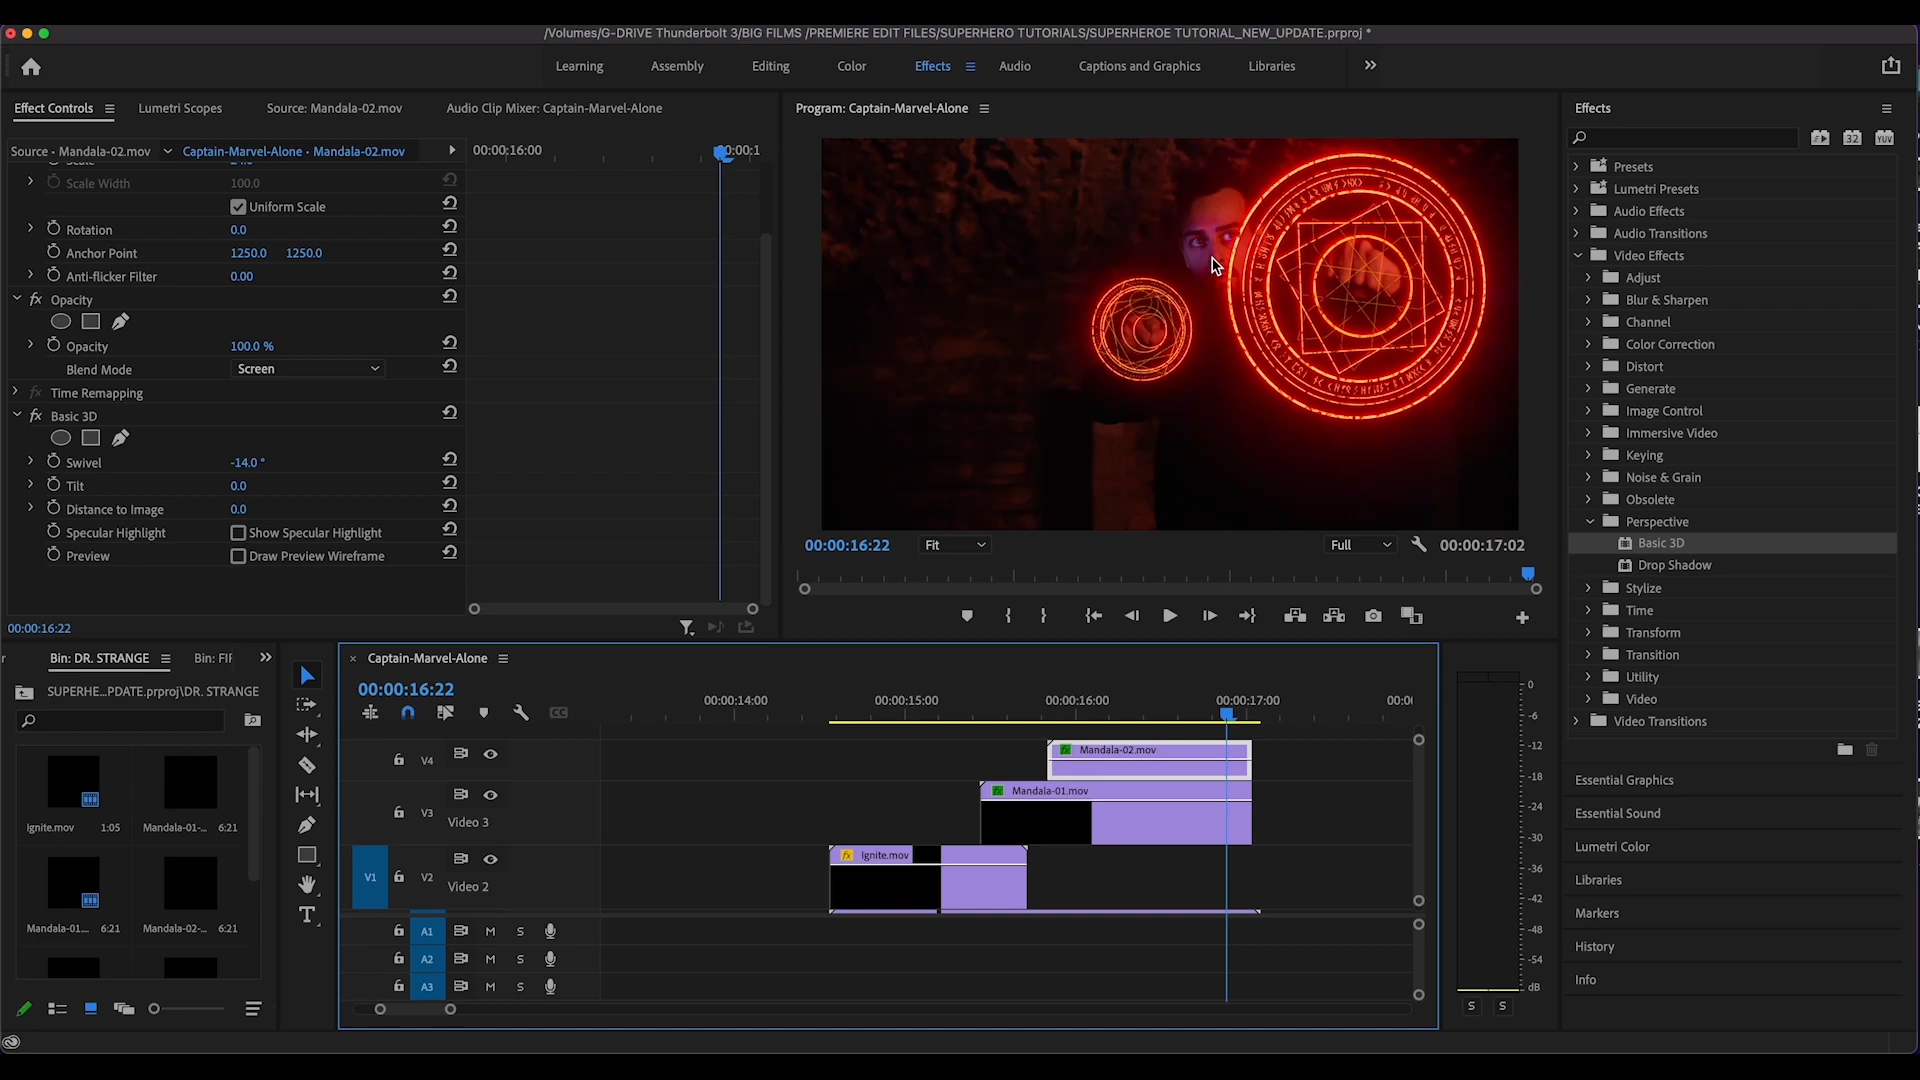 /Volumes/G-DRIVE Thunderbolt 3/BIG FILMS /PREMIERE EDIT FILES/SUPERHERO TUTORIALS/SUPERHEROE TUTORIAL_NEW_UPDATE.prproj *
Learning Assembly Editing Color Effects Audio Captions and Graphics Libraries
Effect Controls Lumetri Scopes Source: Mandala-02.mov Audio Clip Mixer: Captain-Marvel-Alone
Program: Captain-Marvel-Alone
Effects
Source • Mandala-02.mov Captain-Marvel-Alone • Mandala-02.mov
00:00:16:00
Scale Width 100.0
Uniform Scale
Rotation 0.0
Anchor Point 1250.0 1250.0
Anti-flicker Filter 0.00
fx Opacity
Opacity 100.0 %
Blend Mode Screen
fx Time Remapping
fx Basic 3D
Swivel -14.0 °
Tilt 0.0
Distance to Image 0.0
Specular Highlight Show Specular Highlight
Preview Draw Preview Wireframe
00:00:16:22
00:00:16:22 Fit Full 00:00:17:02
32 YUV
Presets
Lumetri Presets
Audio Effects
Audio Transitions
Video Effects
Adjust
Blur & Sharpen
Channel
Color Correction
Distort
Generate
Image Control
Immersive Video
Keying
Noise & Grain
Obsolete
Perspective
Basic 3D
Drop Shadow
Stylize
Time
Transform
Transition
Utility
Video
Video Transitions
Essential Graphics
Essential Sound
Lumetri Color
Libraries
Markers
History
Info
Bin: DR. STRANGE Bin: FIF
SUPERHE...PDATE.prproj\DR. STRANGE
Ignite.mov 1:05 Mandala-01-... 6:21
Mandala-01.... 6:21 Mandala-02-... 6:21
Captain-Marvel-Alone
00:00:16:22
00:00:14:00 00:00:15:00 00:00:16:00 00:00:17:00 00:00
CC
V4 fx Mandala-02.mov
V3 Video 3 fx Mandala-01.mov
V1 V2 Video 2 fx Ignite.mov
A1 M S
A2 M S
A3 M S
0
-6
-12
-18
-24
-30
-36
-42
-48
-54
dB
S S
T